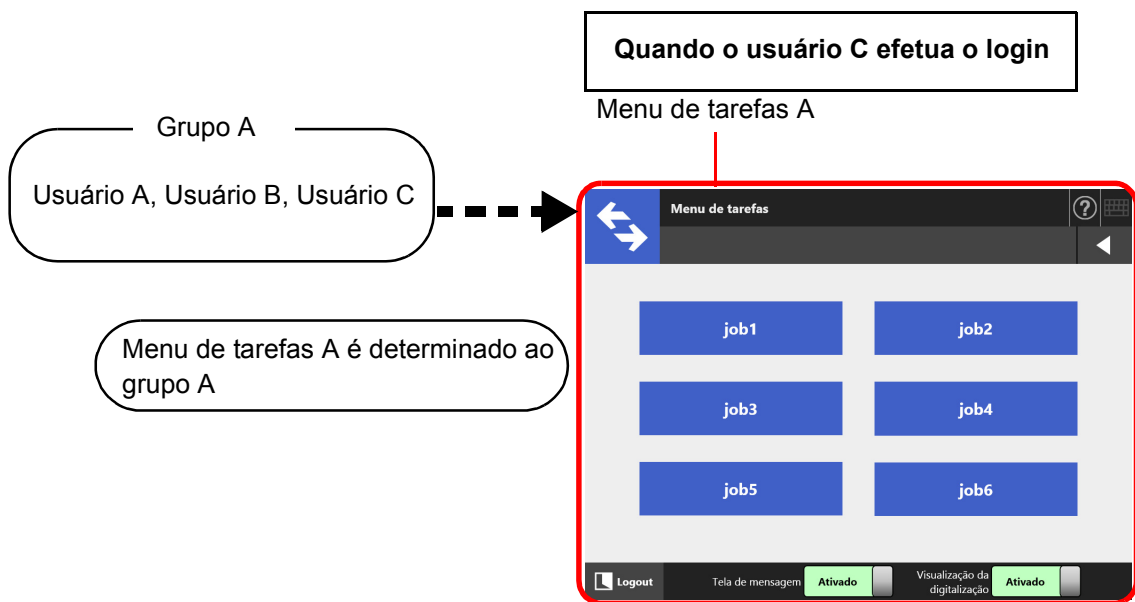 Quando o usuário C efetua o login
Menu de tarefas A
Grupo A
Usuário A, Usuário B, Usuário C
Menu de tarefas A é determinado ao
grupo A
Menu de tarefas
?
job1
job2
job3
job4
job5
job6
Logout
Tela de mensagem
Ativado
Visualização da
digitalização
Ativado